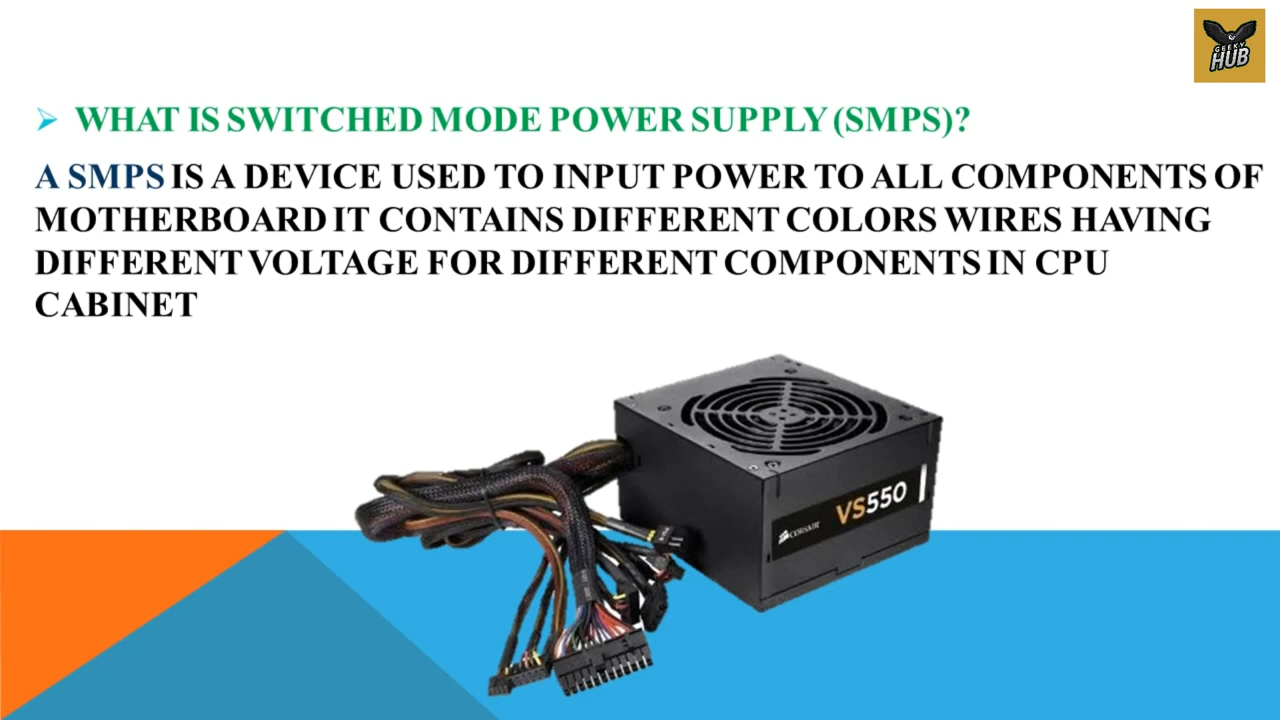 GEEKY
HUB
WHAT IS SWITCHED MODE POWER SUPPLY (SMPS)?
A SMPS IS A DEVICE USED TO INPUT POWER TO ALL COMPONENTS OF
MOTHERBOARD IT CONTAINS DIFFERENT COLORS WIRES HAVING
DIFFERENT VOLTAGE FOR DIFFERENT COMPONENTS IN CPU
CABINET
VS550
CORSAIR